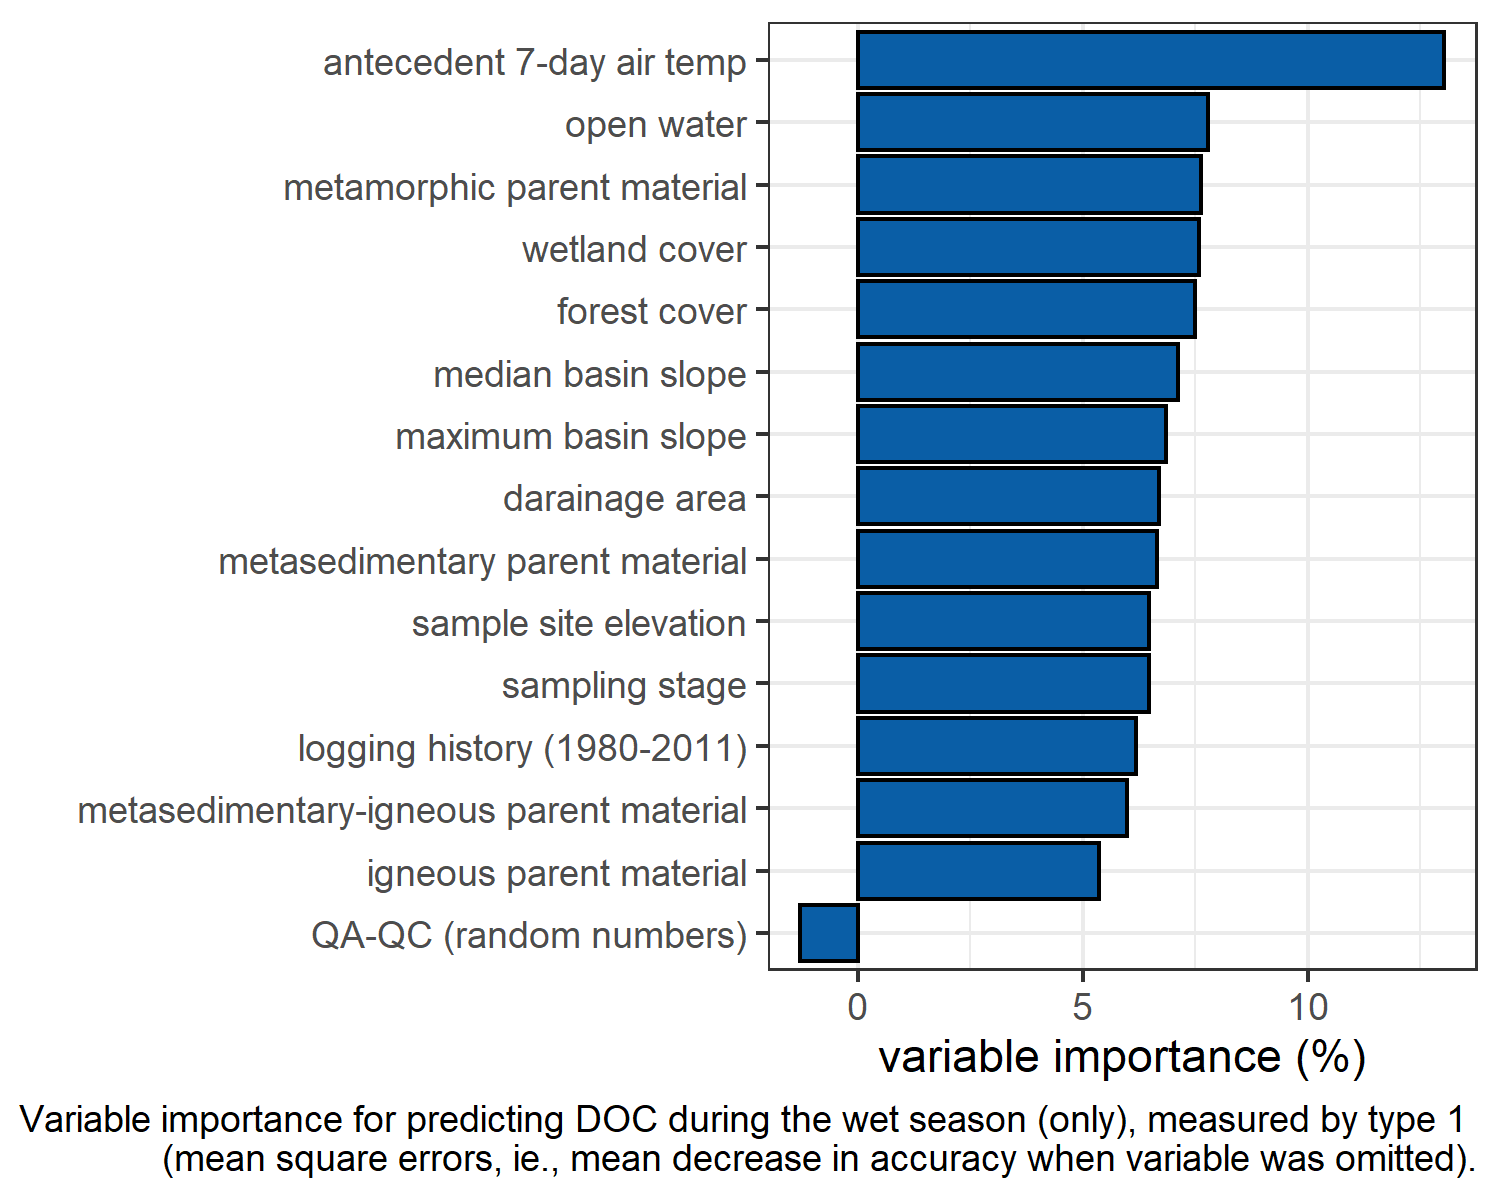 antecedent 7-day air temp
open water
metamorphic parent material
wetland cover
forest cover
median basin slope
maximum basin slope
darainage area
metasedimentary parent material
sample site elevation
sampling stage
logging history (1980-2011)
metasedimentary-igneous parent material
igneous parent material
QA-QC (random numbers)
0 5 10
variable importance (%)
Variable importance for predicting DOC during the wet season (only), measured by type 1
(mean square errors, ie., mean decrease in accuracy when variable was omitted).